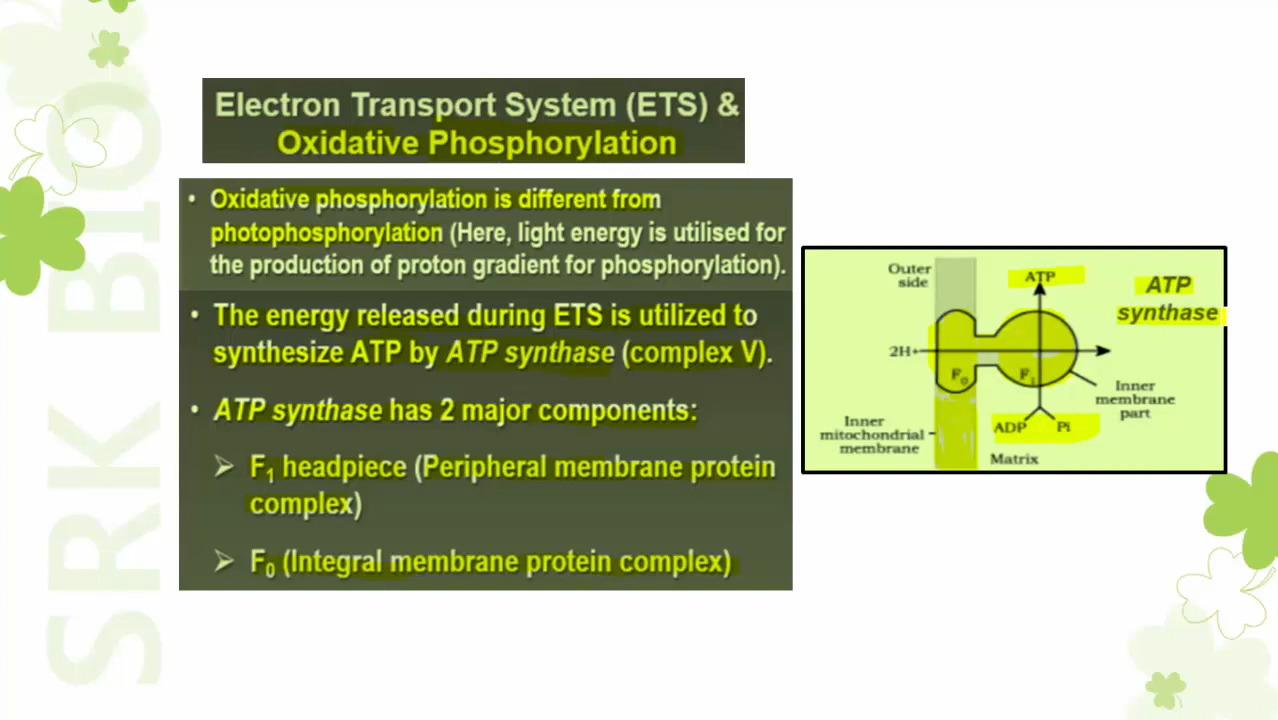 SRK BIO
Electron Transport System (ETS) &
Oxidative Phosphorylation
• Oxidative phosphorylation is different from
photophosphorylation (Here, light energy is utilised for
the production of proton gradient for phosphorylation).
• The energy released during ETS is utilized to
synthesize ATP by ATP synthase (complex V).
• ATP synthase has 2 major components:
➢ F₁ headpiece (Peripheral membrane protein
complex)
➢ F₀ (Integral membrane protein complex)
Outer
side
ATP
ATP
synthase
2H+
F₀
F₁
Inner
membrane
part
Inner
mitochondrial
membrane
ADP
Pi
Matrix